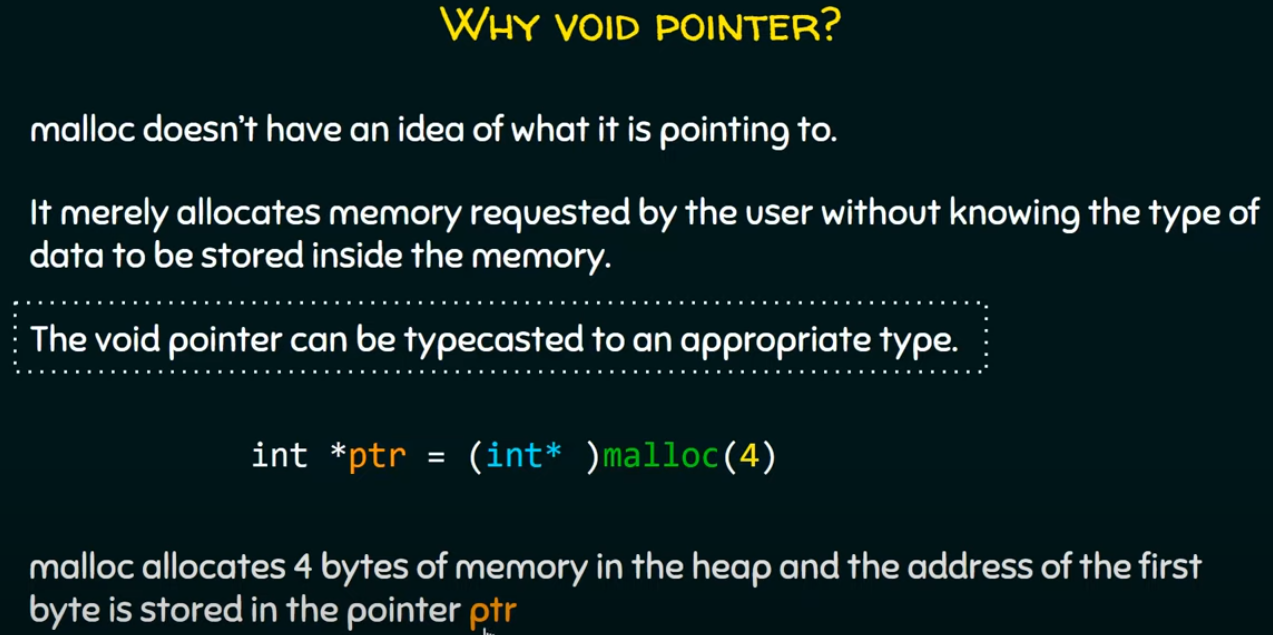 WHY VOID POINTER?
malloc doesn't have an idea of what it is pointing to.
It merely allocates memory requested by the user without knowing the type of
data to be stored inside the memory.
The void pointer can be typecasted to an appropriate type.
int *ptr = (int* )malloc(4)
malloc allocates 4 bytes of memory in the heap and the address of the first
byte is stored in the pointer ptr